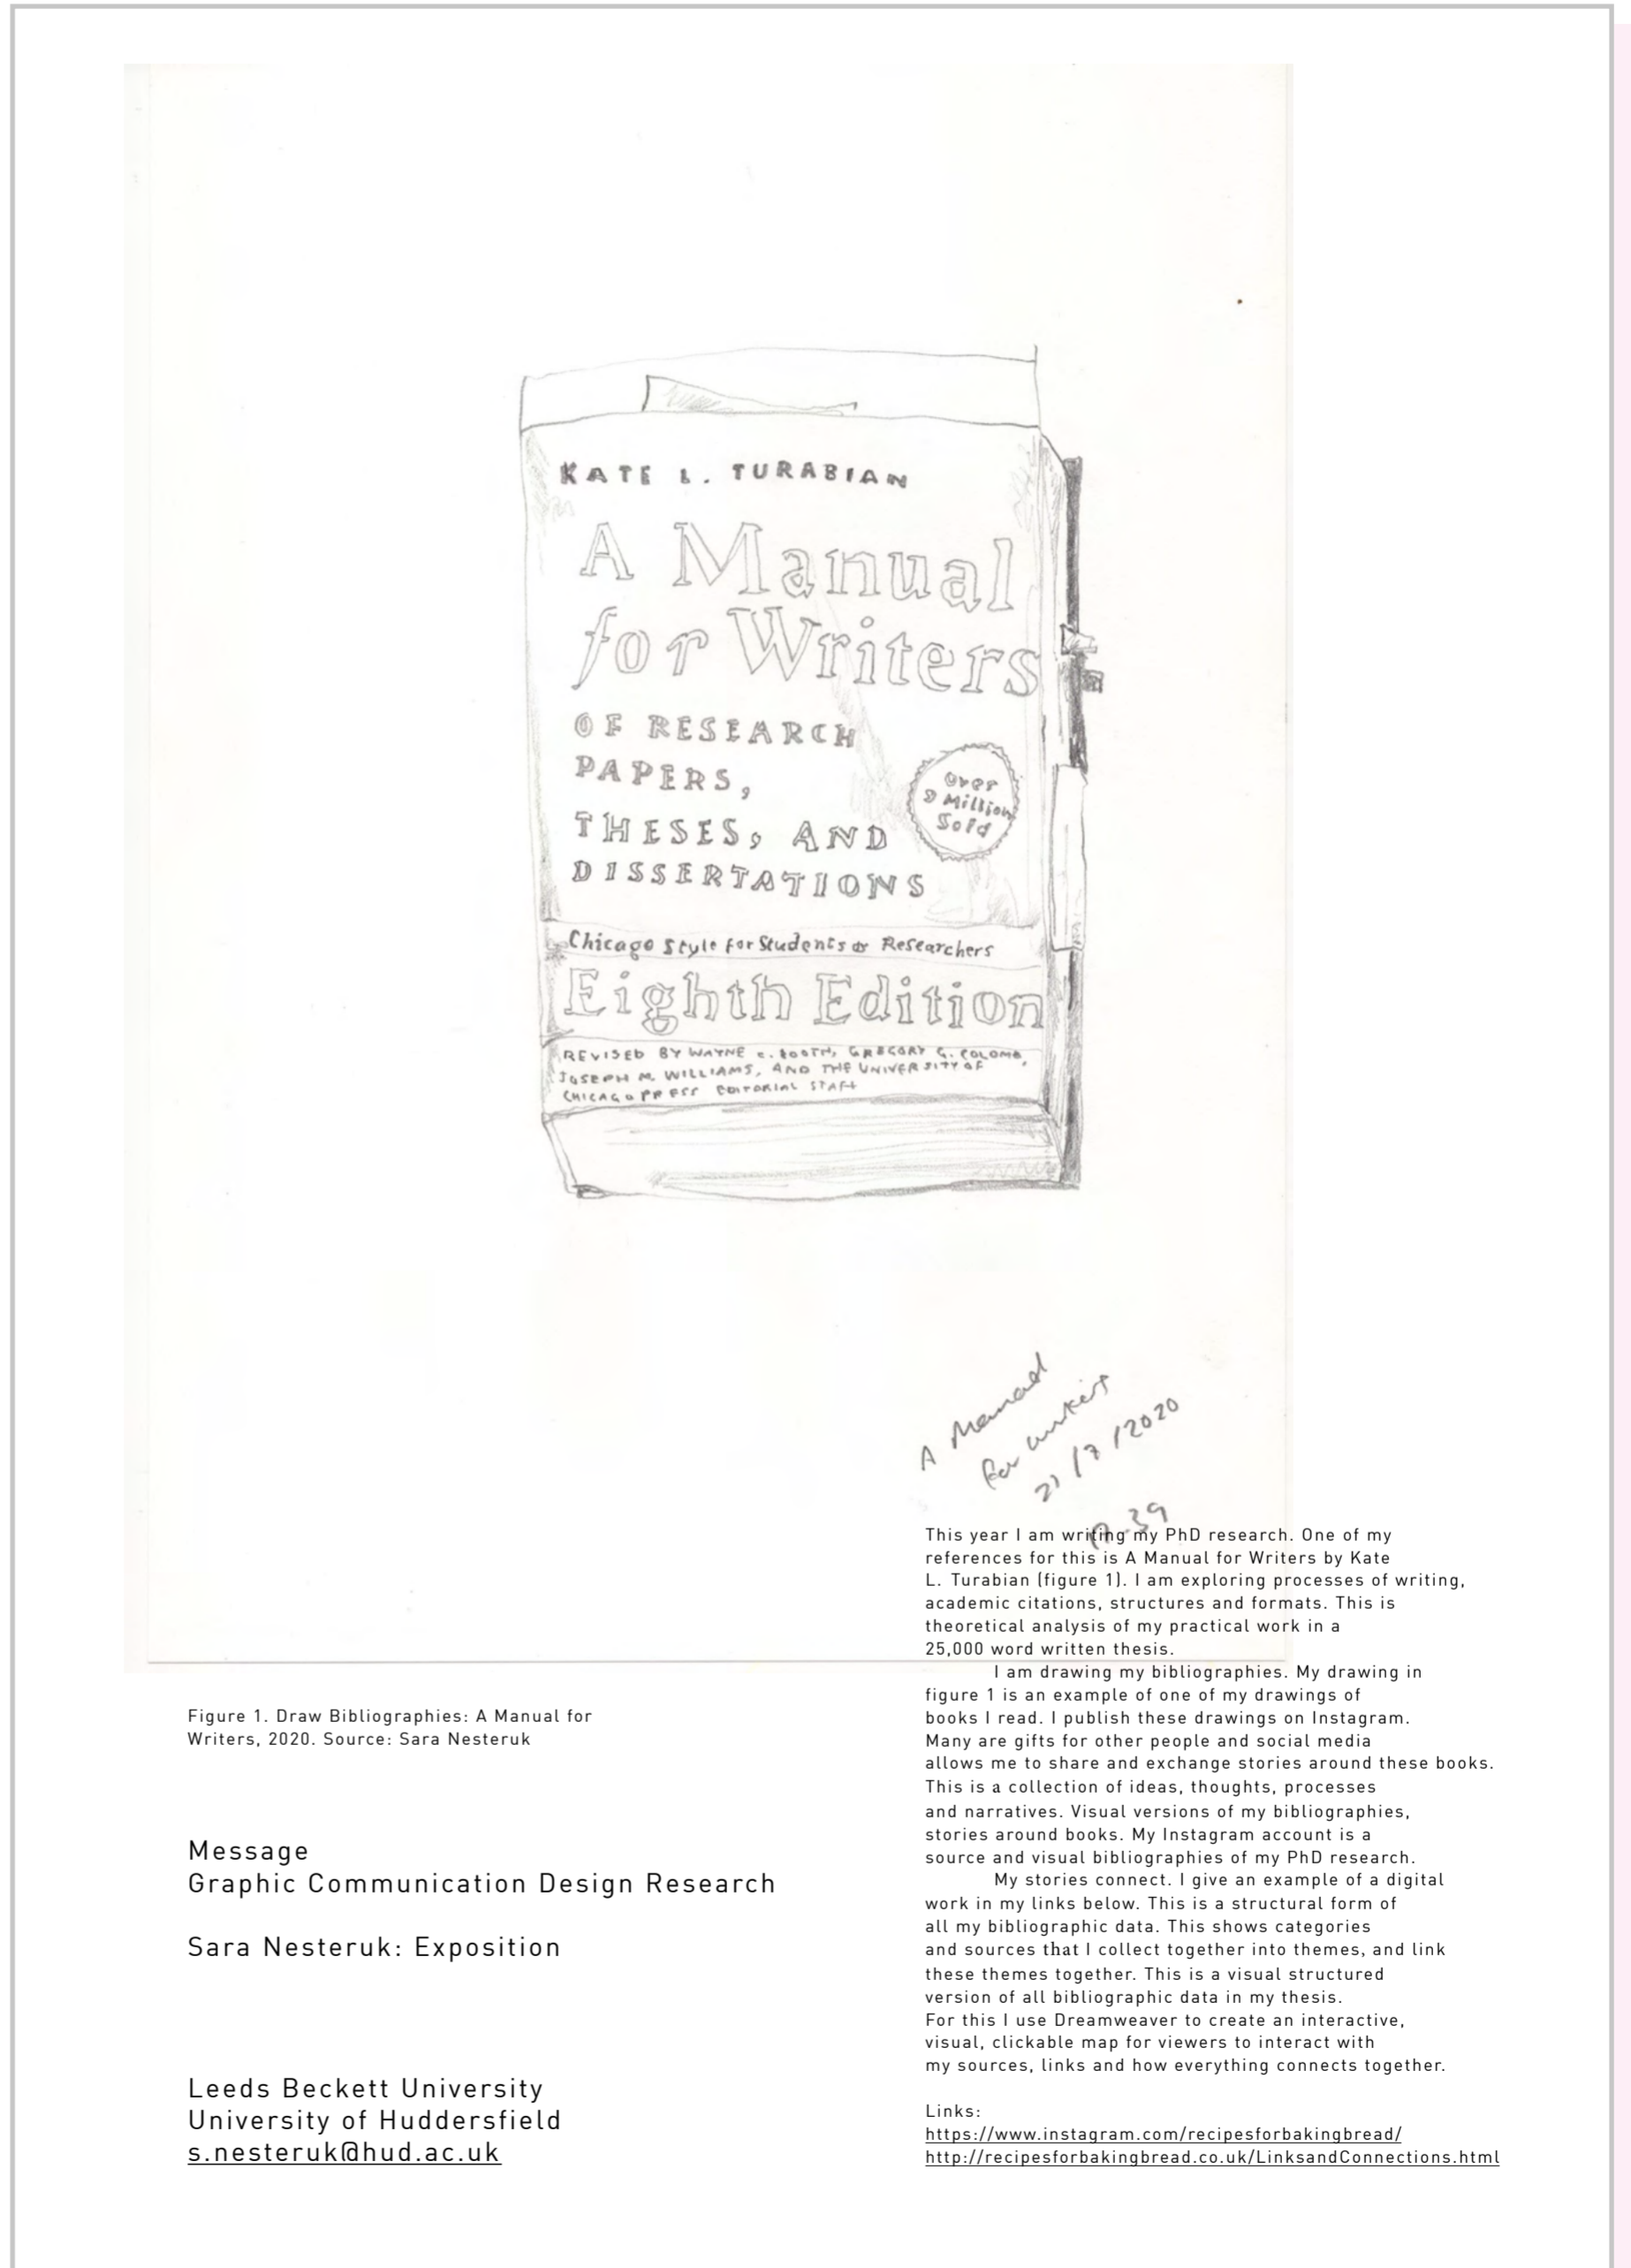 KATE L. TURABIAN
A Manual
for Writers
OF RESEARCH
PAPERS,
THESES, AND
DISSERTATIONS
Over
9 Million
Sold
Chicago Style for Students & Researchers
Eighth Edition
REVISED BY WAYNE C. BOOTH, GREGORY G. COLOMB,
JOSEPH M. WILLIAMS, AND THE UNIVERSITY OF
CHICAGO PRESS EDITORIAL STAFF
A Manual
for writers
21/7/2020
This year I am writing my PhD research. One of my
references for this is A Manual for Writers by Kate
L. Turabian (figure 1). I am exploring processes of writing,
academic citations, structures and formats. This is
theoretical analysis of my practical work in a
25,000 word written thesis.
I am drawing my bibliographies. My drawing in
figure 1 is an example of one of my drawings of
books I read. I publish these drawings on Instagram.
Many are gifts for other people and social media
allows me to share and exchange stories around these books.
This is a collection of ideas, thoughts, processes
and narratives. Visual versions of my bibliographies,
stories around books. My Instagram account is a
source and visual bibliographies of my PhD research.
My stories connect. I give an example of a digital
work in my links below. This is a structural form of
all my bibliographic data. This shows categories
and sources that I collect together into themes, and link
these themes together. This is a visual structured
version of all bibliographic data in my thesis.
For this I use Dreamweaver to create an interactive,
visual, clickable map for viewers to interact with
my sources, links and how everything connects together.
Links:
https://www.instagram.com/recipesforbakingbread/
http://recipesforbakingbread.co.uk/LinksandConnections.html
Figure 1. Draw Bibliographies: A Manual for
Writers, 2020. Source: Sara Nesteruk
Message
Graphic Communication Design Research
Sara Nesteruk: Exposition
Leeds Beckett University
University of Huddersfield
s.nesteruk@hud.ac.uk